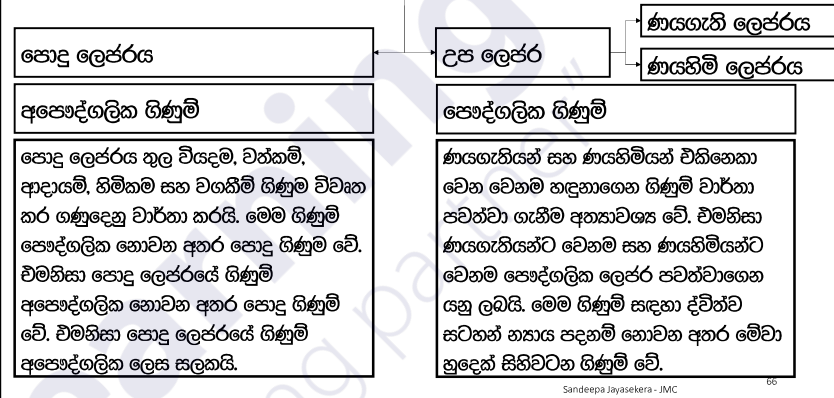 පොදු ලෙජරය
උප ලෙජර
ණයගැති ලෙජරය
ණයහිමි ලෙජරය
අපෞද්ගලික ගිණුම්
පොදු ලෙජරය තුල වියදම, වත්කම්,
ආදායම්, හිමිකම සහ වගකීම් ගිණුම විවෘත
කර ගණුදෙනු වාර්තා කරයි. මෙම ගිණුම්
පෞද්ගලික නොවන අතර පොදු ගිණුම වේ.
එමනිසා පොදු ලෙජරයේ ගිණුම්
අපෞද්ගලික නොවන අතර පොදු ගිණුම්
වේ. එමනිසා පොදු ලෙජරයේ ගිණුම්
අපෞද්ගලික ලෙස සලකයි.
පෞද්ගලික ගිණුම්
ණයගැතියන් සහ ණයහිමියන් එකිනෙකා
වෙන වෙනම හඳුනාගෙන ගිණුම් වාර්තා
පවත්වා ගැනීම අත්‍යාවශ්‍ය වේ. එමනිසා
ණයගැතියන්ට වෙනම සහ ණයහිමියන්ට
වෙනම පෞද්ගලික ලෙජර පවත්වාගෙන
යනු ලබයි. මෙම ගිණුම් සඳහා ද්විත්ව
සටහන් න්‍යාය පදනම් නොවන අතර මේවා
හුදෙක් සිහිවටන ගිණුම් වේ.
Sandeepa Jayasekera - JMC
66